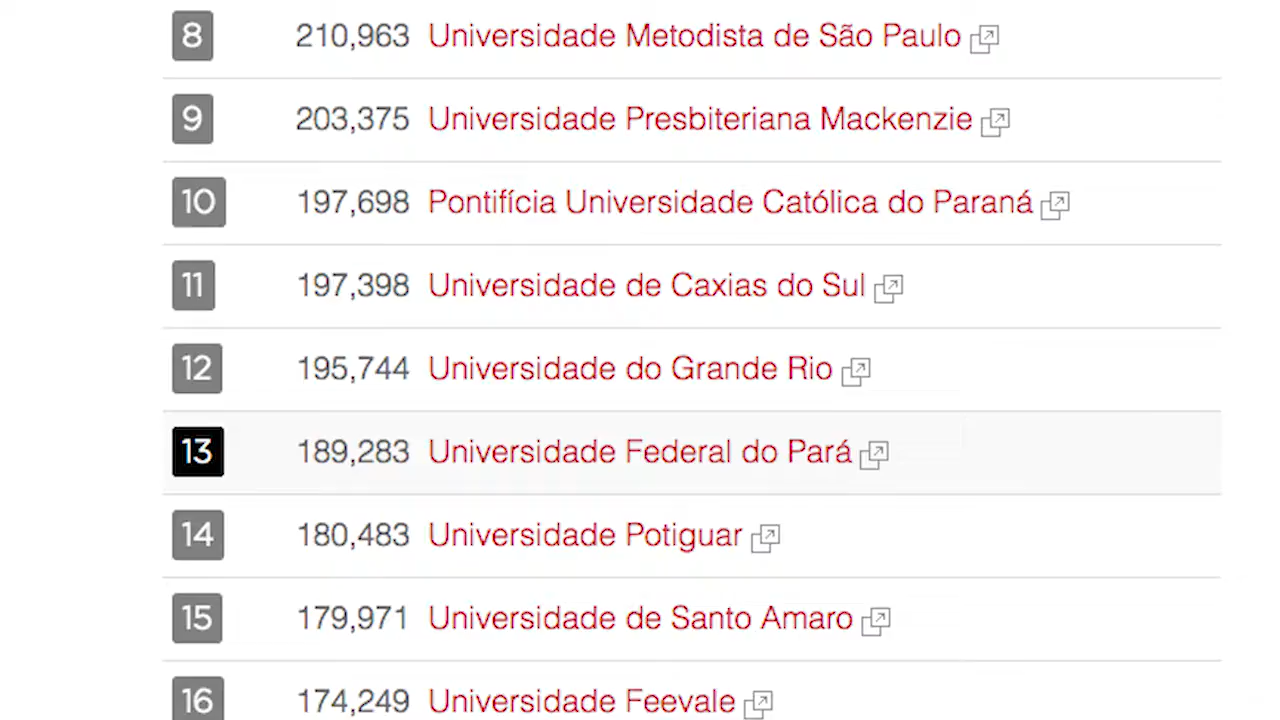 8 210,963 Universidade Metodista de São Paulo
9 203,375 Universidade Presbiteriana Mackenzie
10 197,698 Pontifícia Universidade Católica do Paraná
11 197,398 Universidade de Caxias do Sul
12 195,744 Universidade do Grande Rio
13 189,283 Universidade Federal do Pará
14 180,483 Universidade Potiguar
15 179,971 Universidade de Santo Amaro
16 174,249 Universidade Feevale